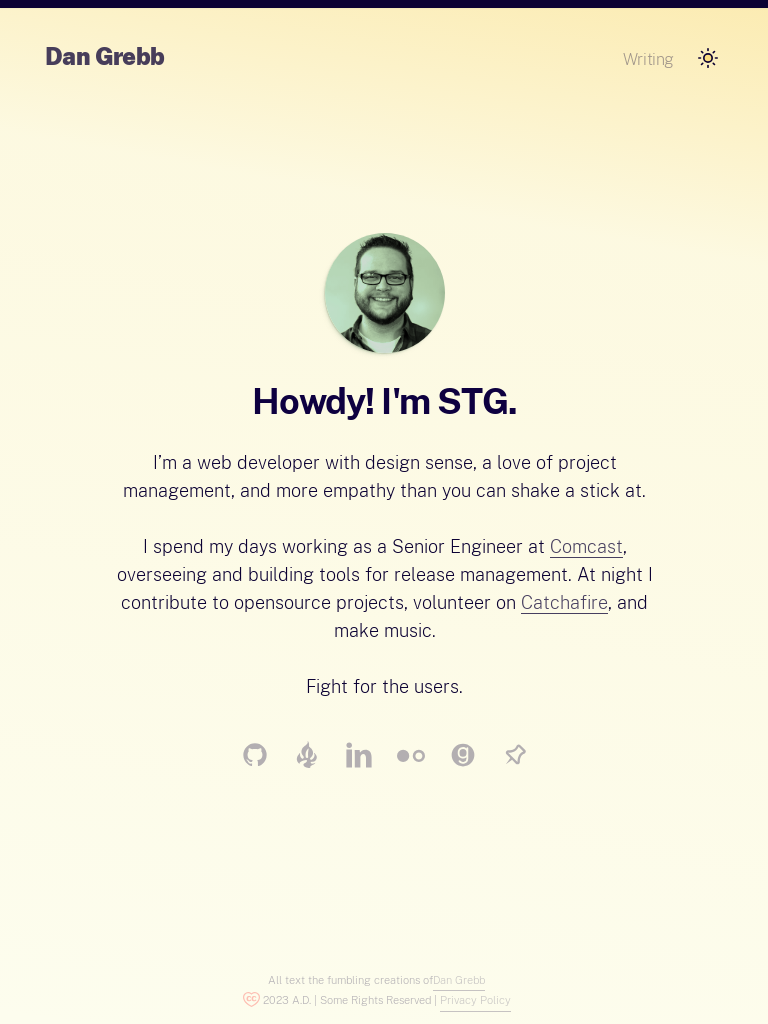 Dan Grebb
Writing
Howdy! I'm STG.
I’m a web developer with design sense, a love of project
management, and more empathy than you can shake a stick at.
I spend my days working as a Senior Engineer at Comcast,
overseeing and building tools for release management. At night I
contribute to opensource projects, volunteer on Catchafire, and
make music.
Fight for the users.
All text the fumbling creations ofDan Grebb
2023 A.D. | Some Rights Reserved | Privacy Policy